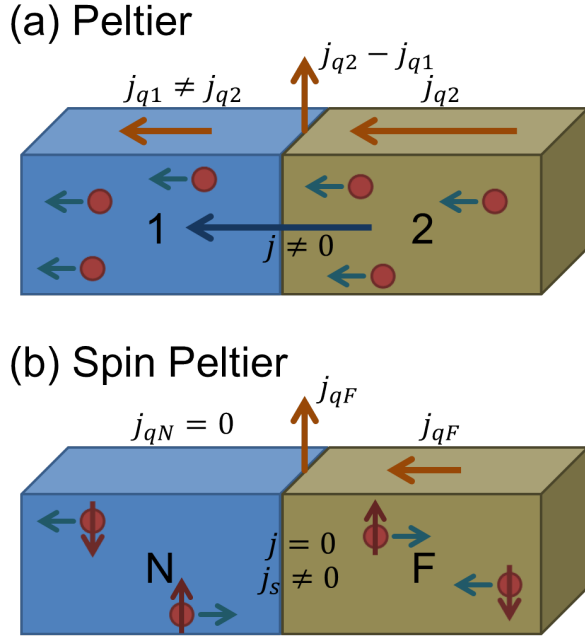 (a) Peltier
j_{q2} − j_{q1}
j_{q1} ≠ j_{q2}
j_{q2}
1
2
j ≠ 0
(b) Spin Peltier
j_{qF}
j_{qN} = 0
j_{qF}
j = 0
N
F
j_s ≠ 0